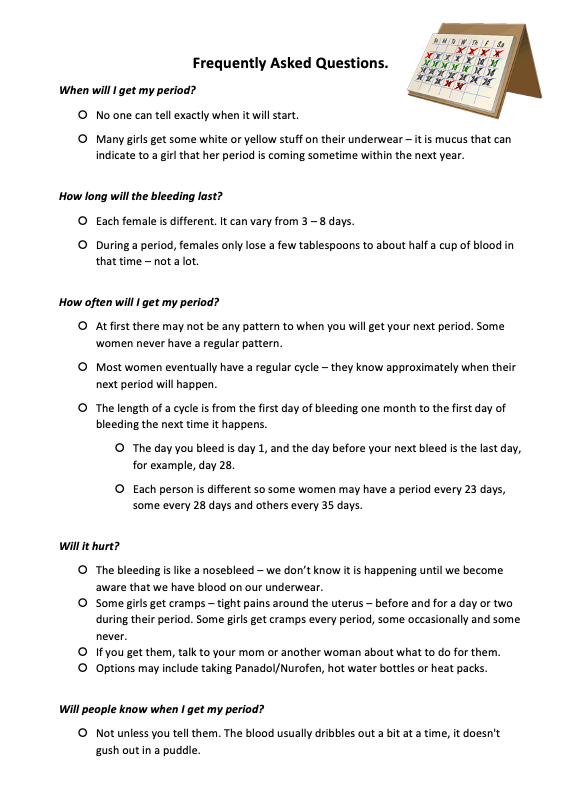 Frequently Asked Questions.
When will I get my period?
No one can tell exactly when it will start.
Many girls get some white or yellow stuff on their underwear – it is mucus that can
indicate to a girl that her period is coming sometime within the next year.
How long will the bleeding last?
Each female is different. It can vary from 3 – 8 days.
During a period, females only lose a few tablespoons to about half a cup of blood in
that time – not a lot.
How often will I get my period?
At first there may not be any pattern to when you will get your next period. Some
women never have a regular pattern.
Most women eventually have a regular cycle – they know approximately when their
next period will happen.
The length of a cycle is from the first day of bleeding one month to the first day of
bleeding the next time it happens.
The day you bleed is day 1, and the day before your next bleed is the last day,
for example, day 28.
Each person is different so some women may have a period every 23 days,
some every 28 days and others every 35 days.
Will it hurt?
The bleeding is like a nosebleed – we don’t know it is happening until we become
aware that we have blood on our underwear.
Some girls get cramps – tight pains around the uterus – before and for a day or two
during their period. Some girls get cramps every period, some occasionally and some
never.
If you get them, talk to your mom or another woman about what to do for them.
Options may include taking Panadol/Nurofen, hot water bottles or heat packs.
Will people know when I get my period?
Not unless you tell them. The blood usually dribbles out a bit at a time, it doesn't
gush out in a puddle.